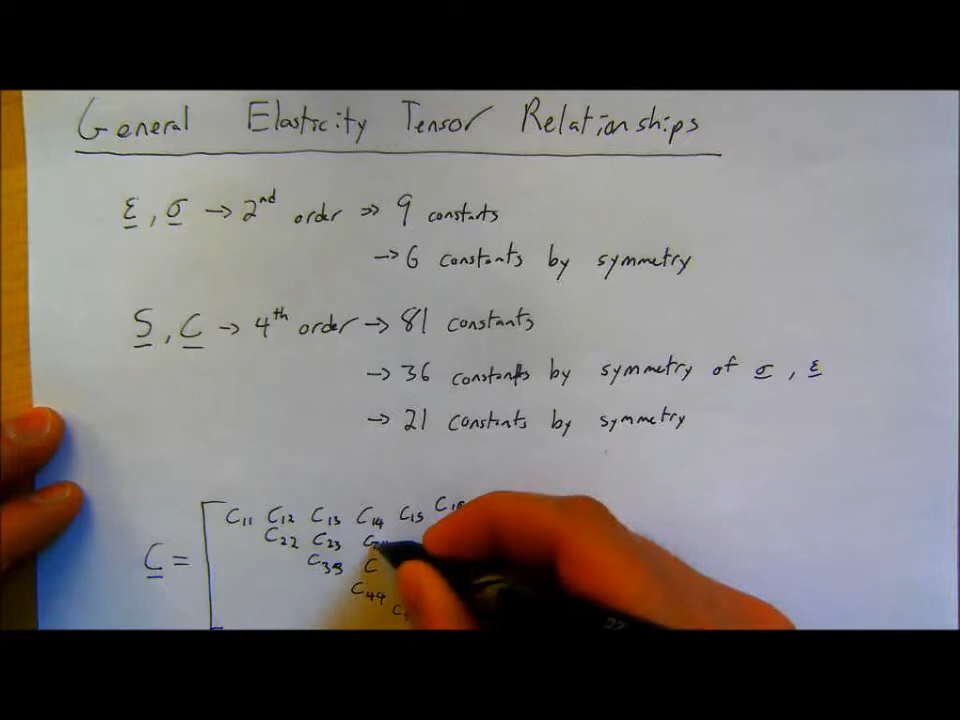 General Elasticity Tensor Relationships
ε, σ → 2nd order ⇒ 9 constants
→ 6 constants by symmetry
S, C → 4th order → 81 constants
→ 36 constants by symmetry of σ, ε
→ 21 constants by symmetry
C11 C12 C13 C14 C15
C22 C23
C =
C33 C
C44